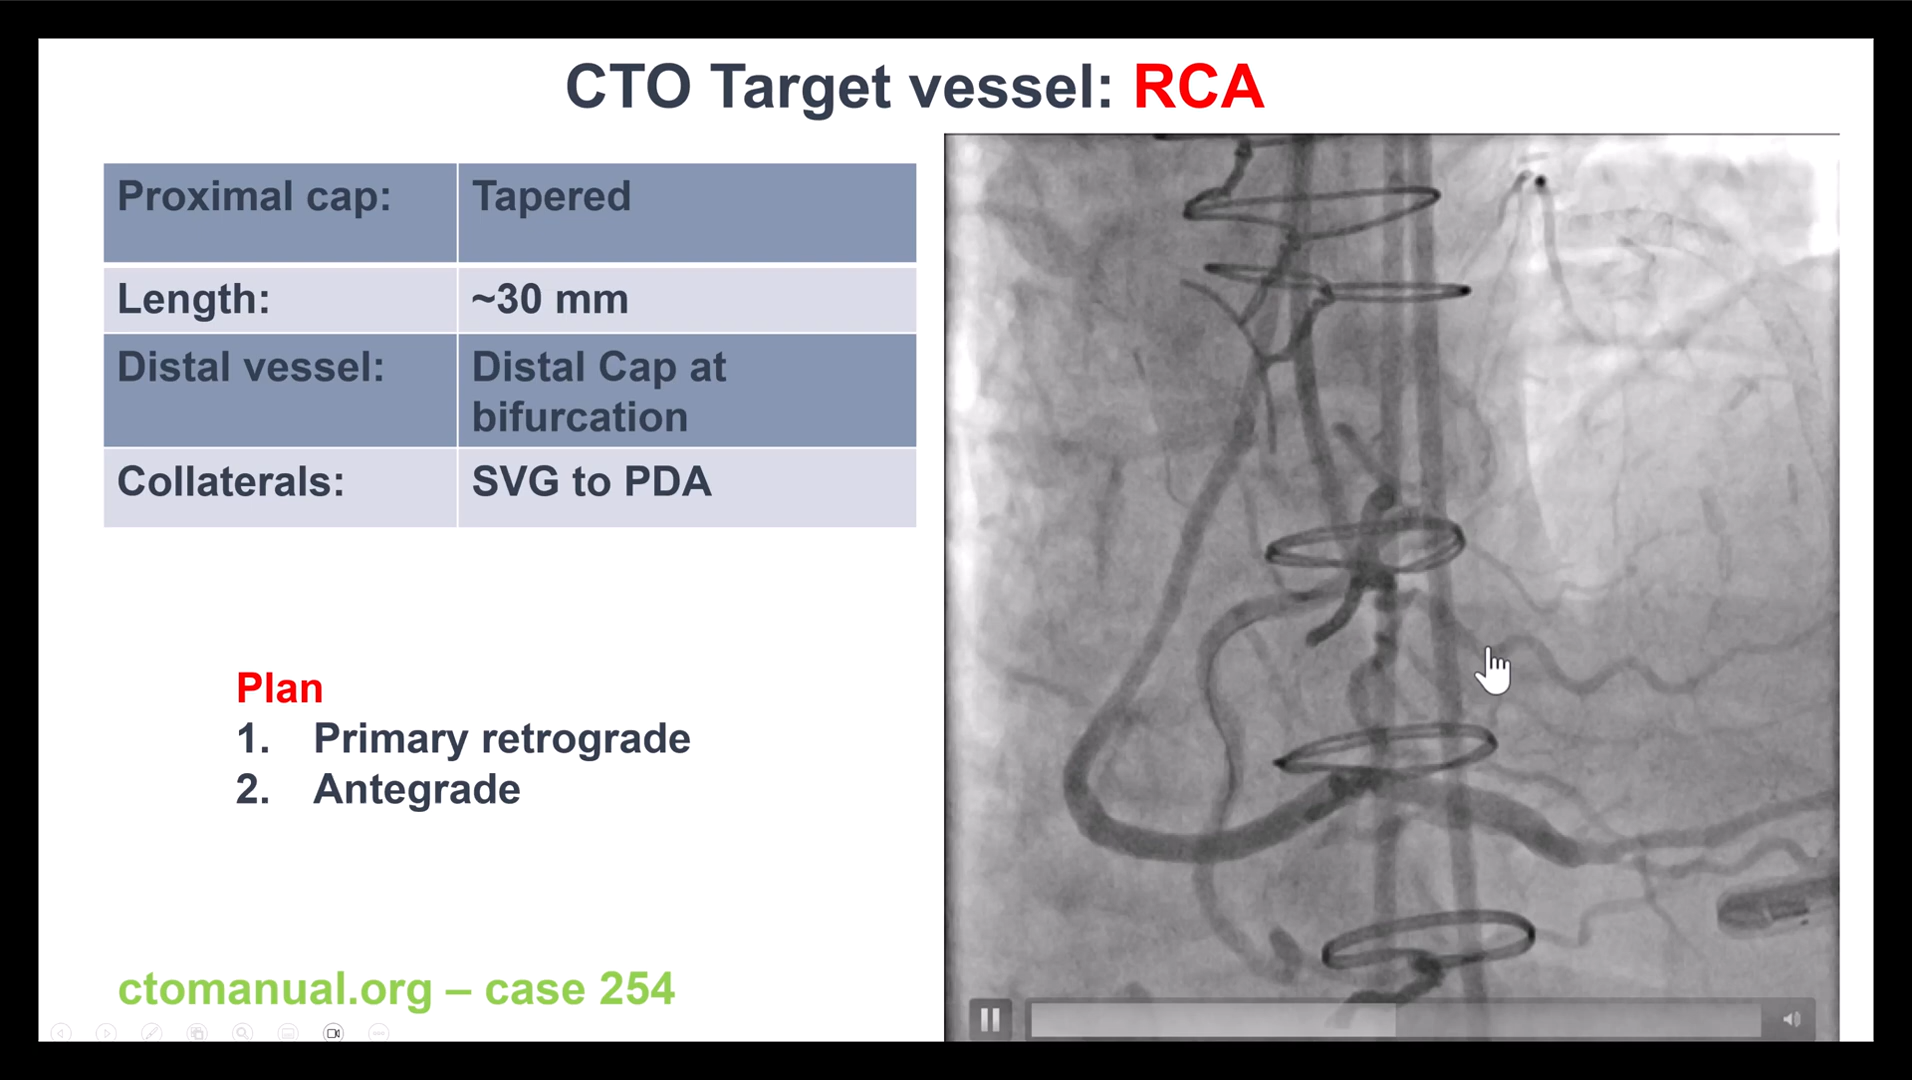 CTO Target vessel: RCA
Proximal cap: Tapered
Length: ~30 mm
Distal vessel: Distal Cap at
bifurcation
Collaterals: SVG to PDA
Plan
1. Primary retrograde
2. Antegrade
ctomanual.org – case 254